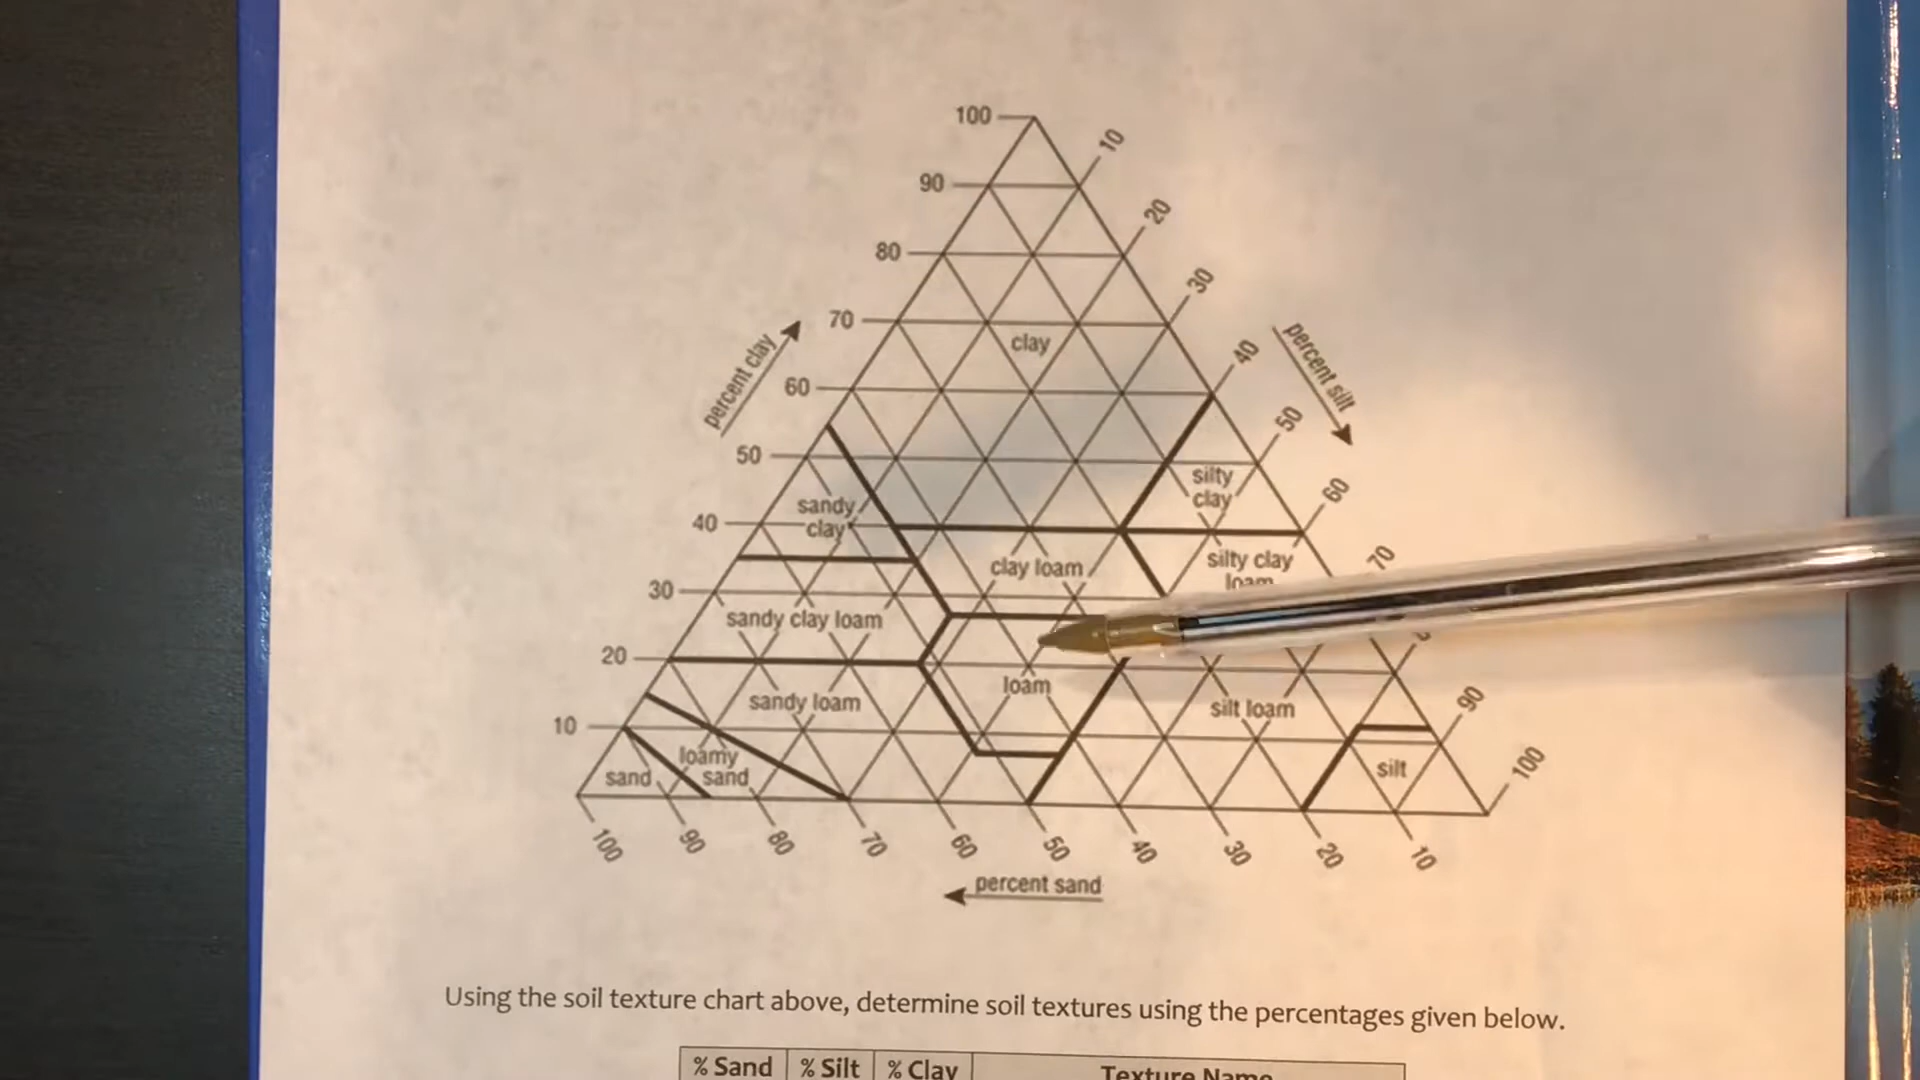 100
10
90
20
80
30
70
clay
percent clay
percent silt
40
60
50
50
silty
clay
sandy
clay
60
40
clay loam
silty clay
loam
70
30
sandy clay loam
20
loam
sandy loam
silt loam
90
10
loamy
sand
sand
silt
100
100
90
80
70
60
50
40
30
20
10
percent sand
Using the soil texture chart above, determine soil textures using the percentages given below.
% Sand % Silt % Clay Texture Name